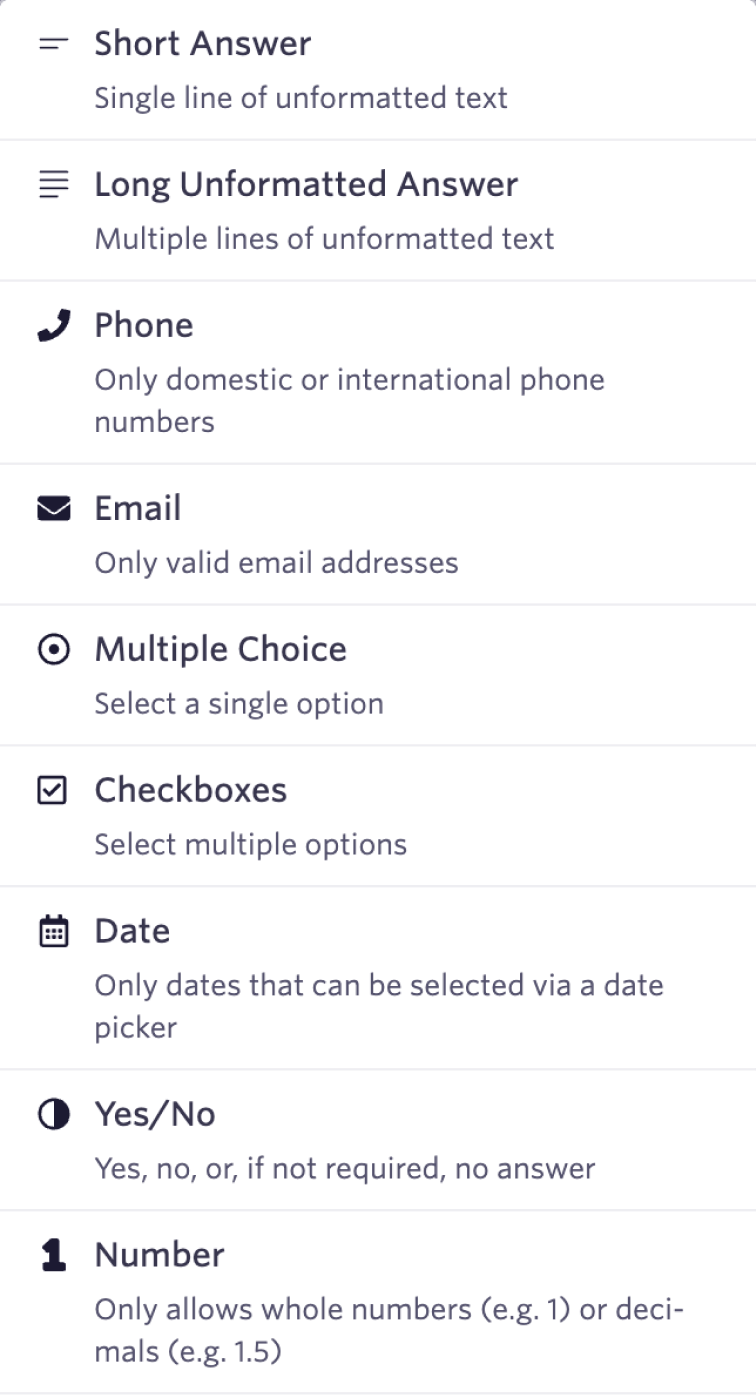 Short Answer
Single line of unformatted text
Long Unformatted Answer
Multiple lines of unformatted text
Phone
Only domestic or international phone
numbers
Email
Only valid email addresses
Multiple Choice
Select a single option
Checkboxes
Select multiple options
Date
Only dates that can be selected via a date
picker
Yes/No
Yes, no, or, if not required, no answer
Number
Only allows whole numbers (e.g. 1) or deci-
mals (e.g. 1.5)